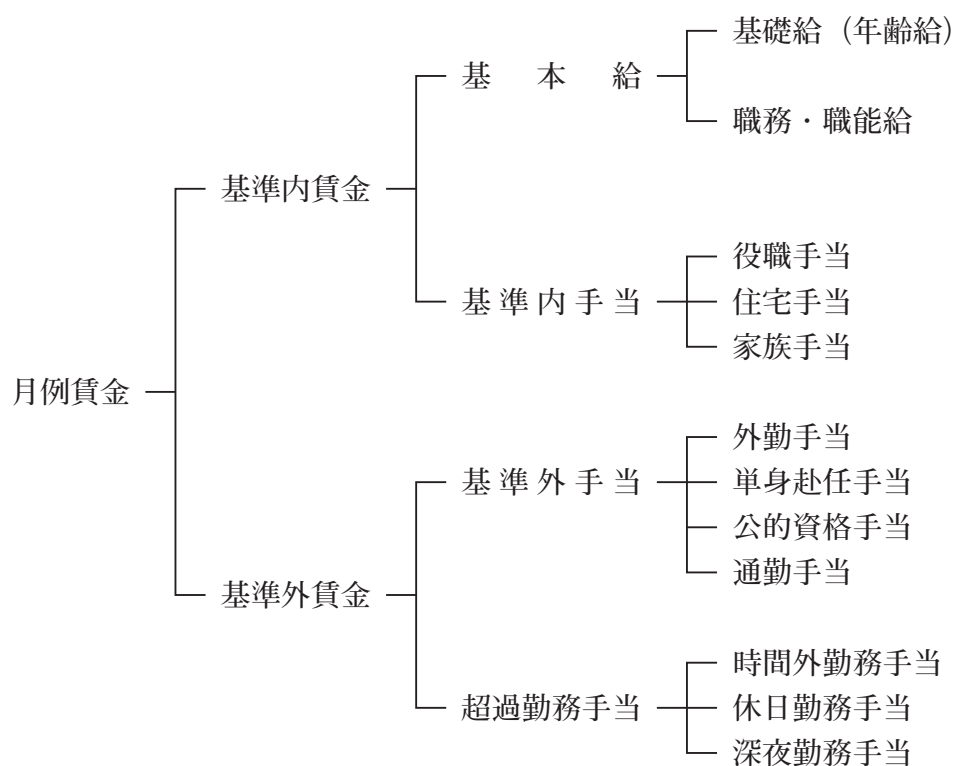 基礎給（年齢給）
基本給
職務・職能給
基準内賃金
役職手当
基準内手当
住宅手当
家族手当
月例賃金
外勤手当
基準外手当
単身赴任手当
公的資格手当
通勤手当
基準外賃金
時間外勤務手当
超過勤務手当
休日勤務手当
深夜勤務手当